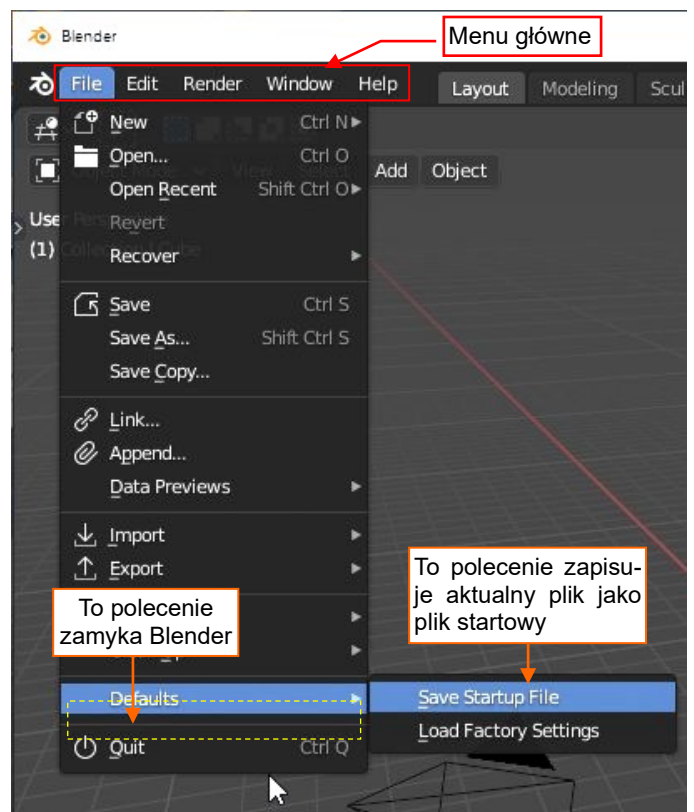 Blender
Menu główne
File Edit Render Window Help Layout Modeling Scul
New Ctrl N
Open... Ctrl O
Add Object
Open Recent Shift Ctrl O
Use
Revert
(1)
Recover
Save Ctrl S
Save As... Shift Ctrl S
Save Copy...
Link...
Append...
Data Previews
Import
Export
To polecenie zapisu-
je aktualny plik jako
plik startowy
To polecenie
zamyka Blender
Defaults
Save Startup File
Load Factory Settings
Quit Ctrl Q